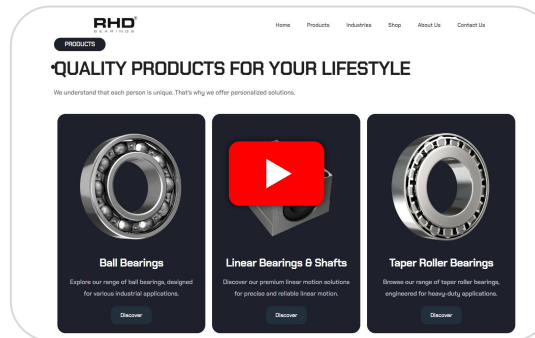 RHD®
BEARINGS
Home Products Industries Shop About Us Contact Us
PRODUCTS
QUALITY PRODUCTS FOR YOUR LIFESTYLE
We understand that each person is unique. That's why we offer personalized solutions.
Ball Bearings
Explore our range of ball bearings, designed
for various industrial applications.
Discover
Linear Bearings & Shafts
Discover our premium linear motion solutions
for precise and reliable linear motion.
Discover
Taper Roller Bearings
Browse our range of taper roller bearings,
engineered for heavy-duty applications.
Discover